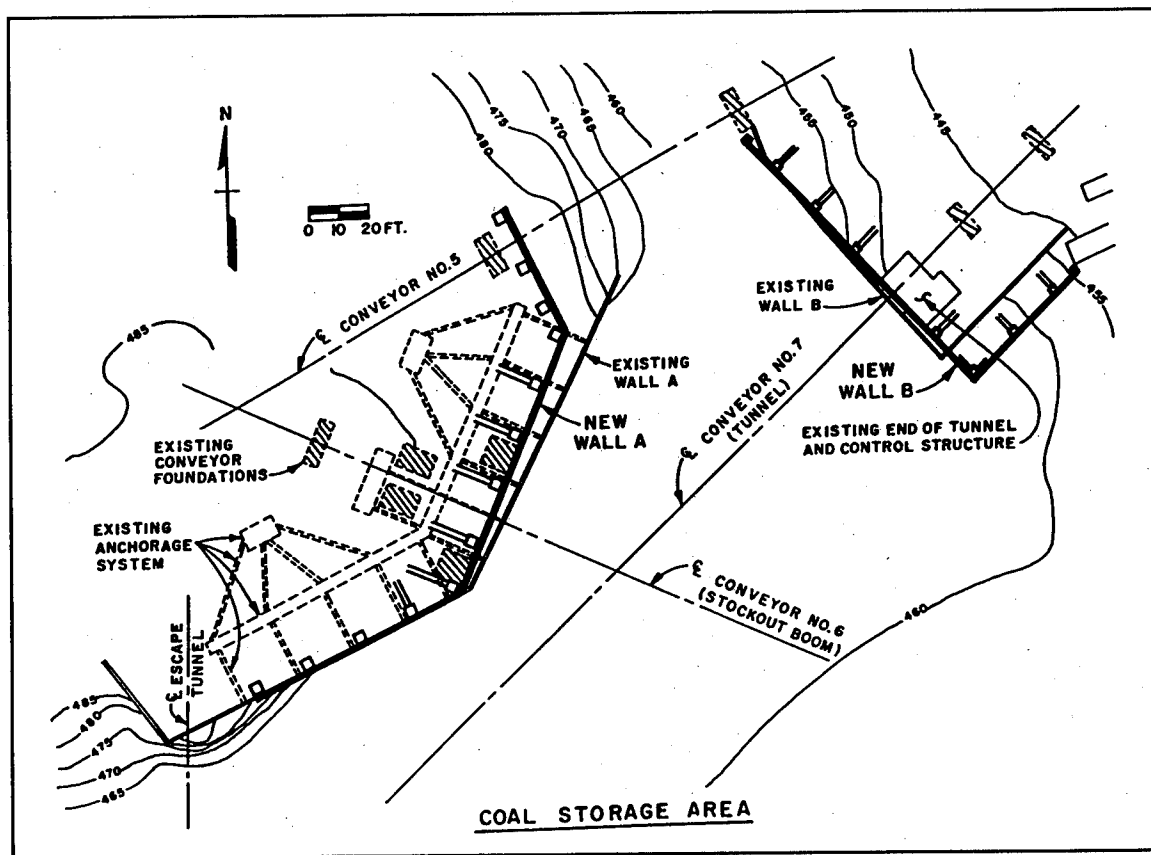 N
0 10 20 FT.
480
475
470
465
460
455
450
445
℄ CONVEYOR NO. 5
485
EXISTING
WALL A
NEW
WALL A
EXISTING
WALL B
NEW
WALL B
455
EXISTING END OF TUNNEL
AND CONTROL STRUCTURE
℄ CONVEYOR NO. 7
(TUNNEL)
EXISTING
CONVEYOR
FOUNDATIONS
EXISTING
ANCHORAGE
SYSTEM
℄ CONVEYOR NO. 6
(STOCKOUT BOOM)
460
℄ ESCAPE
TUNNEL
485
480
475
470
465
COAL STORAGE AREA